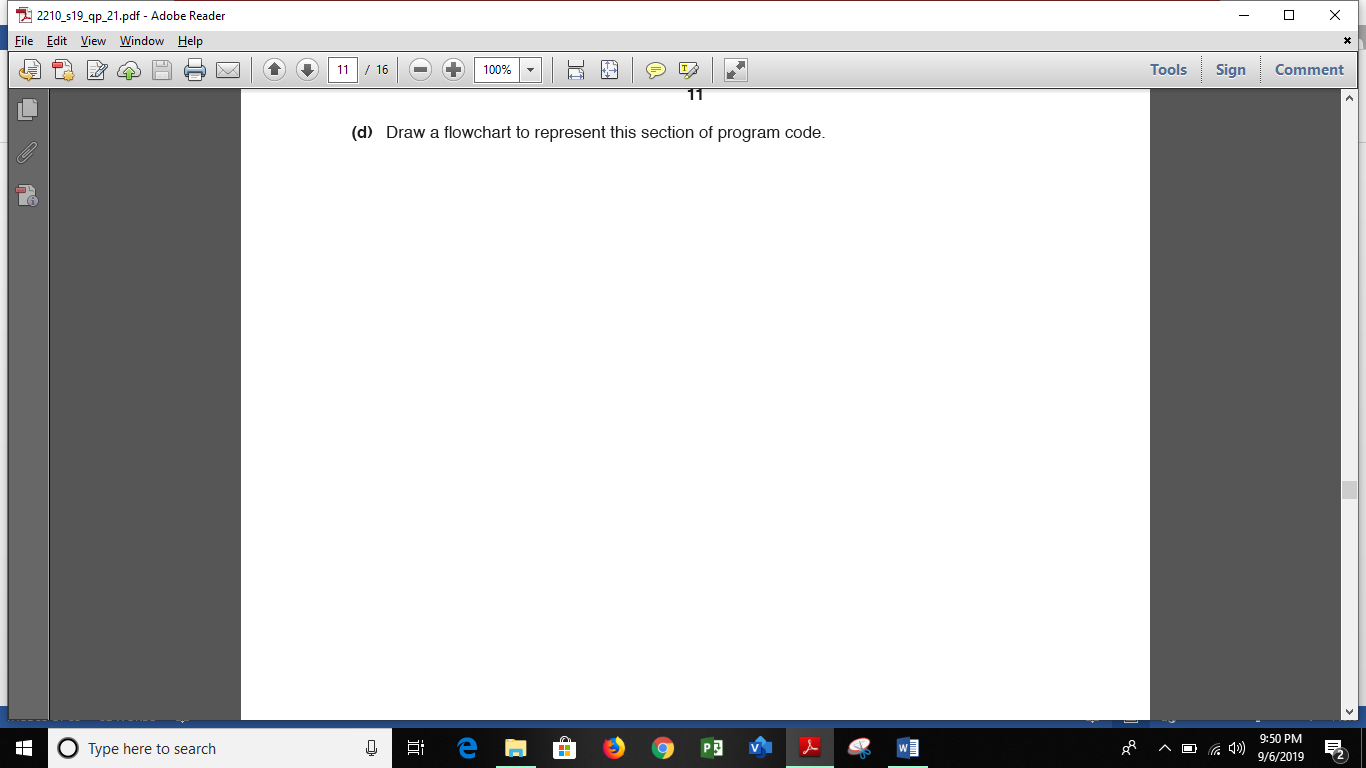 2210_s19_qp_21.pdf - Adobe Reader
File Edit View Window Help
11 / 16 100% Tools Sign Comment
11
(d) Draw a flowchart to represent this section of program code.
Type here to search
9:50 PM
9/6/2019
2